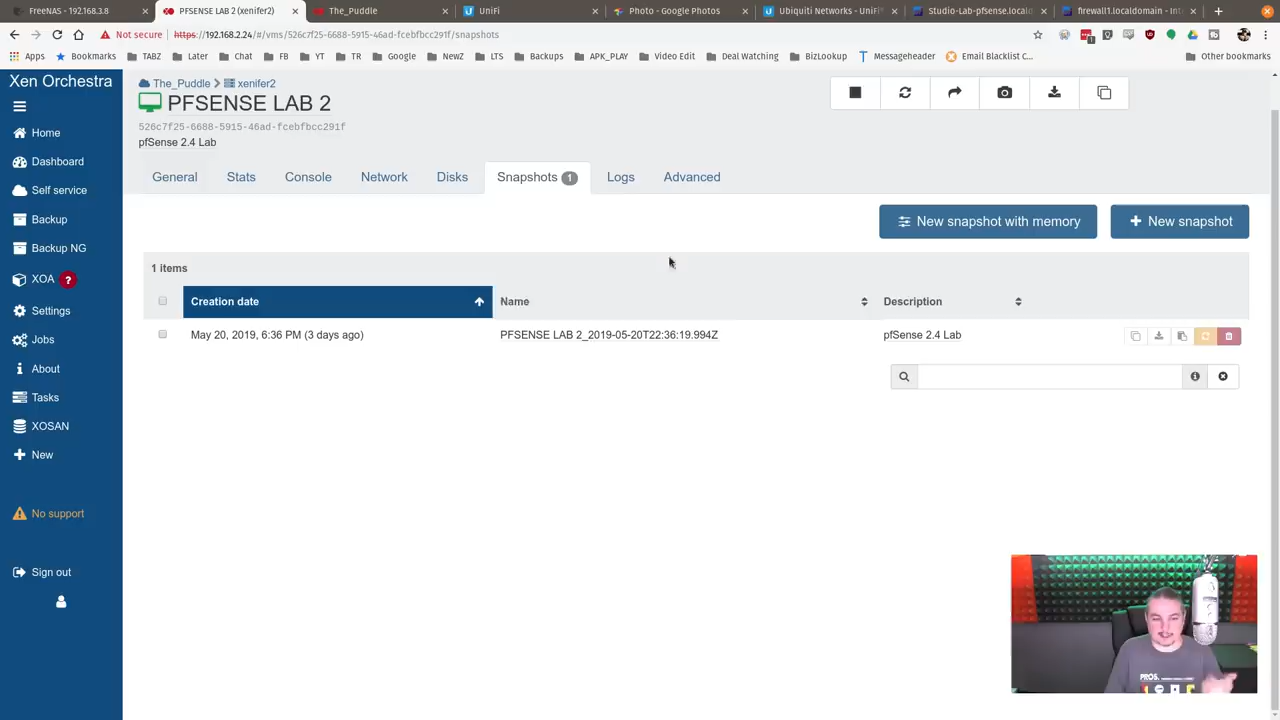 FreeNAS - 192.168.3.8
PFSENSE LAB 2 (xenifer2)
The_Puddle
UniFi
Photo - Google Photos
Ubiquiti Networks - UniFi
Studio-Lab-pfsense.local
firewall1.localdomain - Int
Not secure
https://192.168.2.24/#/vms/526c7f25-6688-5915-46ad-fcebfbcc291f/snapshots
Apps
Bookmarks
TABZ
Later
Chat
FB
YT
TR
Google
NewZ
LTS
Backups
APK_PLAY
Video Edit
Deal Watching
BizLookup
Messageheader
Email Blacklist C...
Other bookmarks
Xen Orchestra
Home
Dashboard
Self service
Backup
Backup NG
XOA ?
Settings
Jobs
About
Tasks
XOSAN
New
No support
Sign out
The_Puddle
xenifer2
PFSENSE LAB 2
526c7f25-6688-5915-46ad-fcebfbcc291f
pfSense 2.4 Lab
General
Stats
Console
Network
Disks
Snapshots 1
Logs
Advanced
New snapshot with memory
New snapshot
1 items
Creation date
Name
Description
May 20, 2019, 6:36 PM (3 days ago)
PFSENSE LAB 2_2019-05-20T22:36:19.994Z
pfSense 2.4 Lab
PROS.